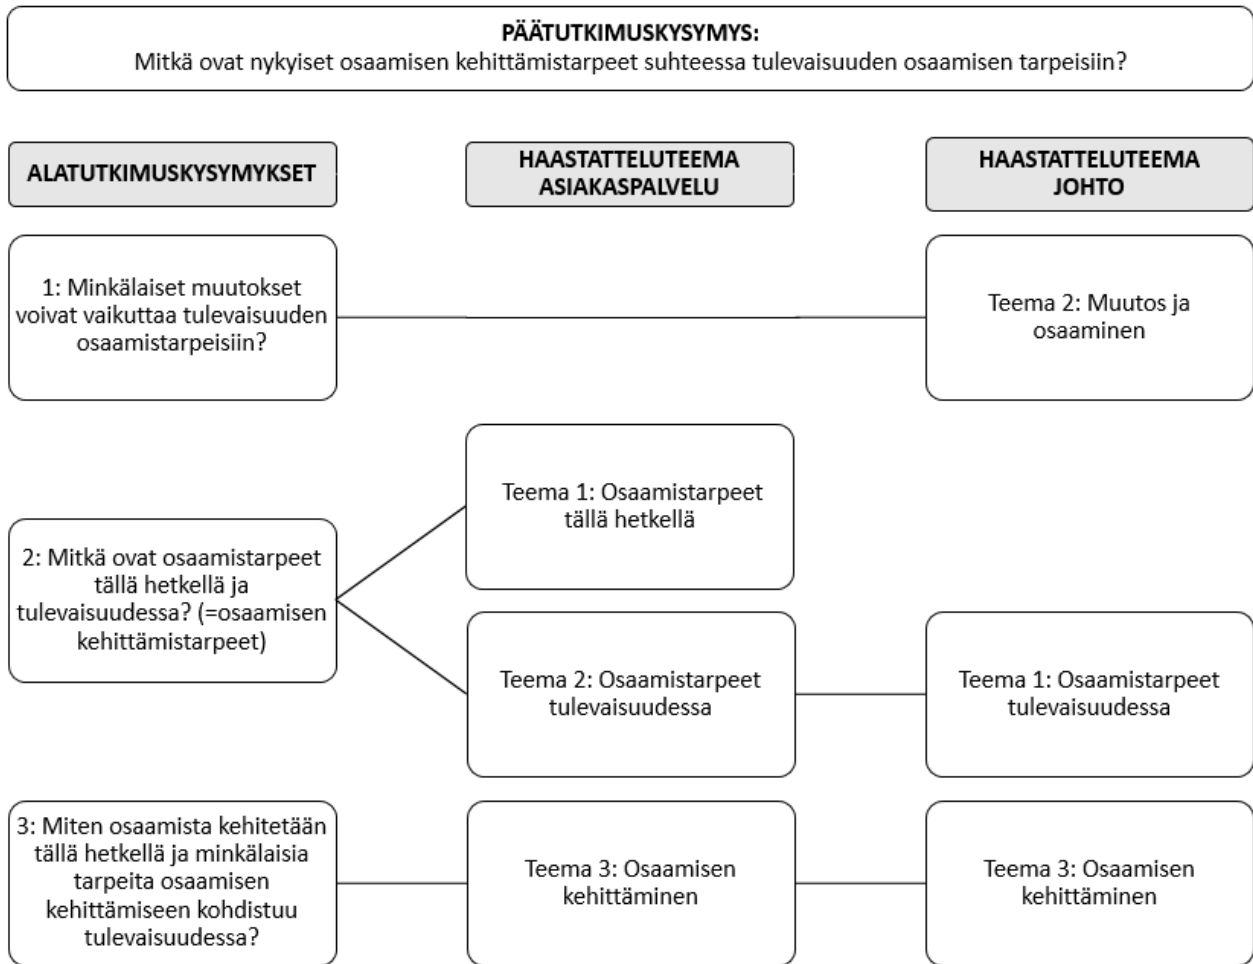 PÄÄTUTKIMUSKYSYMYS:
Mitkä ovat nykyiset osaamisen kehittämistarpeet suhteessa tulevaisuuden osaamisen tarpeisiin?
ALATUTKIMUSKYSYMYKSET
HAASTATTELUTEEMA
ASIAKASPALVELU
HAASTATTELUTEEMA
JOHTO
1: Minkälaiset muutokset
voivat vaikuttaa tulevaisuuden
osaamistarpeisiin?
Teema 2: Muutos ja
osaaminen
2: Mitkä ovat osaamistarpeet
tällä hetkellä ja
tulevaisuudessa? (=osaamisen
kehittämistarpeet)
Teema 1: Osaamistarpeet
tällä hetkellä
Teema 2: Osaamistarpeet
tulevaisuudessa
Teema 1: Osaamistarpeet
tulevaisuudessa
3: Miten osaamista kehitetään
tällä hetkellä ja minkälaisia
tarpeita osaamisen
kehittämiseen kohdistuu
tulevaisuudessa?
Teema 3: Osaamisen
kehittäminen
Teema 3: Osaamisen
kehittäminen